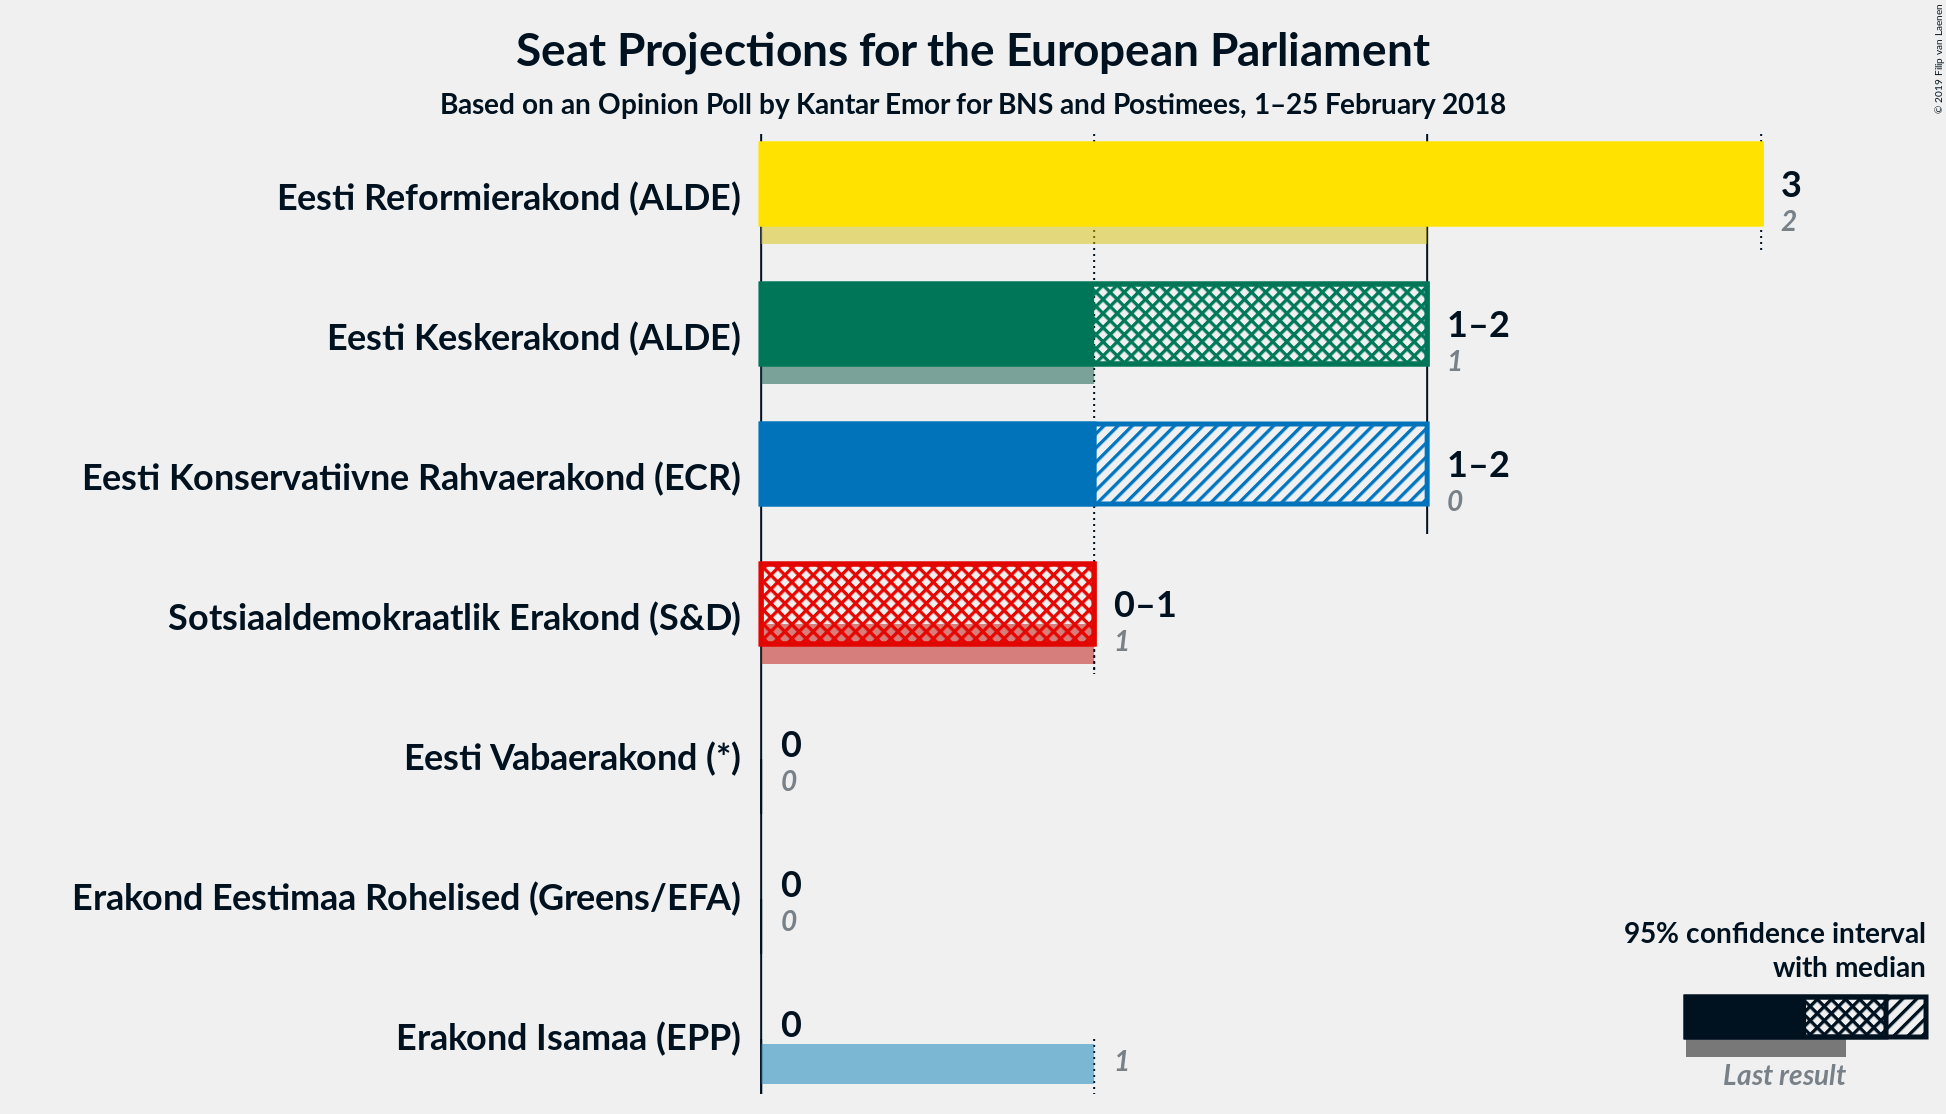 Seat Projections for the European Parliament
Based on an Opinion Poll by Kantar Emor for BNS and Postimees, 1–25 February 2018
© 2019 Filip van Laenen
Eesti Reformierakond (ALDE)
3
2
Eesti Keskerakond (ALDE)
1–2
1
Eesti Konservatiivne Rahvaerakond (ECR)
1–2
0
Sotsiaaldemokraatlik Erakond (S&D)
0–1
1
Eesti Vabaerakond (*)
0
0
Erakond Eestimaa Rohelised (Greens/EFA)
0
0
Erakond Isamaa (EPP)
0
1
95% confidence interval
with median
Last result